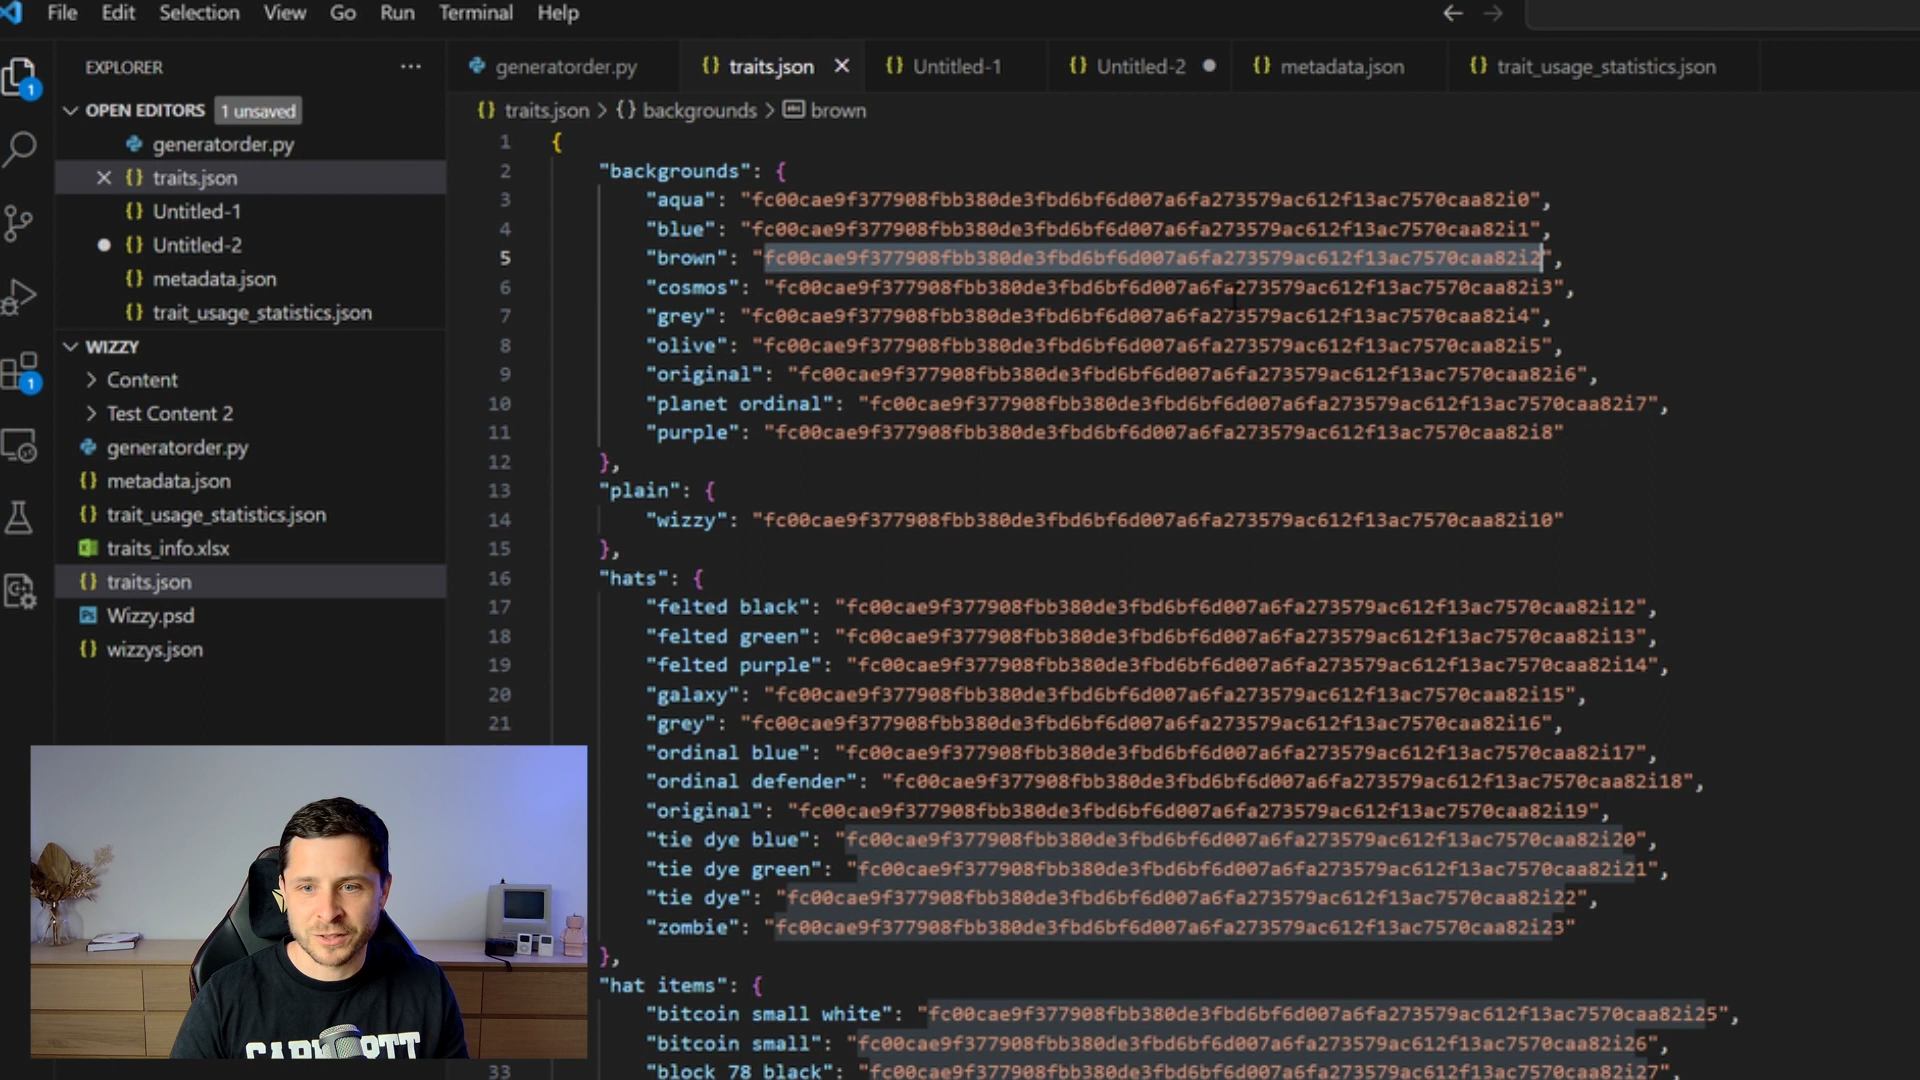 File Edit Selection View Go Run Terminal Help
EXPLORER ...
generatorder.py
traits.json
Untitled-1
Untitled-2
metadata.json
trait_usage_statistics.json
OPEN EDITORS 1 unsaved
generatorder.py
traits.json
Untitled-1
Untitled-2
metadata.json
trait_usage_statistics.json
WIZZY
Content
Test Content 2
generatorder.py
metadata.json
trait_usage_statistics.json
traits_info.xlsx
traits.json
Wizzy.psd
wizzys.json
1
1
traits.json > {} backgrounds > brown
1 {
2 "backgrounds": {
3 "aqua": "fc00cae9f377908fbb380de3fbd6bf6d007a6fa273579ac612f13ac7570caa82i0",
4 "blue": "fc00cae9f377908fbb380de3fbd6bf6d007a6fa273579ac612f13ac7570caa82i1",
5 "brown": "fc00cae9f377908fbb380de3fbd6bf6d007a6fa273579ac612f13ac7570caa82i2",
6 "cosmos": "fc00cae9f377908fbb380de3fbd6bf6d007a6fa273579ac612f13ac7570caa82i3",
7 "grey": "fc00cae9f377908fbb380de3fbd6bf6d007a6fa273579ac612f13ac7570caa82i4",
8 "olive": "fc00cae9f377908fbb380de3fbd6bf6d007a6fa273579ac612f13ac7570caa82i5",
9 "original": "fc00cae9f377908fbb380de3fbd6bf6d007a6fa273579ac612f13ac7570caa82i6",
10 "planet ordinal": "fc00cae9f377908fbb380de3fbd6bf6d007a6fa273579ac612f13ac7570caa82i7",
11 "purple": "fc00cae9f377908fbb380de3fbd6bf6d007a6fa273579ac612f13ac7570caa82i8"
12 },
13 "plain": {
14 "wizzy": "fc00cae9f377908fbb380de3fbd6bf6d007a6fa273579ac612f13ac7570caa82i10"
15 },
16 "hats": {
17 "felted black": "fc00cae9f377908fbb380de3fbd6bf6d007a6fa273579ac612f13ac7570caa82i12",
18 "felted green": "fc00cae9f377908fbb380de3fbd6bf6d007a6fa273579ac612f13ac7570caa82i13",
19 "felted purple": "fc00cae9f377908fbb380de3fbd6bf6d007a6fa273579ac612f13ac7570caa82i14",
20 "galaxy": "fc00cae9f377908fbb380de3fbd6bf6d007a6fa273579ac612f13ac7570caa82i15",
21 "grey": "fc00cae9f377908fbb380de3fbd6bf6d007a6fa273579ac612f13ac7570caa82i16",
"ordinal blue": "fc00cae9f377908fbb380de3fbd6bf6d007a6fa273579ac612f13ac7570caa82i17",
"ordinal defender": "fc00cae9f377908fbb380de3fbd6bf6d007a6fa273579ac612f13ac7570caa82i18",
"original": "fc00cae9f377908fbb380de3fbd6bf6d007a6fa273579ac612f13ac7570caa82i19",
"tie dye blue": "fc00cae9f377908fbb380de3fbd6bf6d007a6fa273579ac612f13ac7570caa82i20",
"tie dye green": "fc00cae9f377908fbb380de3fbd6bf6d007a6fa273579ac612f13ac7570caa82i21",
"tie dye": "fc00cae9f377908fbb380de3fbd6bf6d007a6fa273579ac612f13ac7570caa82i22",
"zombie": "fc00cae9f377908fbb380de3fbd6bf6d007a6fa273579ac612f13ac7570caa82i23"
},
"hat items": {
"bitcoin small white": "fc00cae9f377908fbb380de3fbd6bf6d007a6fa273579ac612f13ac7570caa82i25",
"bitcoin small": "fc00cae9f377908fbb380de3fbd6bf6d007a6fa273579ac612f13ac7570caa82i26",
33 "block 78 black": "fc00cae9f377908fbb380de3fbd6bf6d007a6fa273579ac612f13ac7570caa82i27",